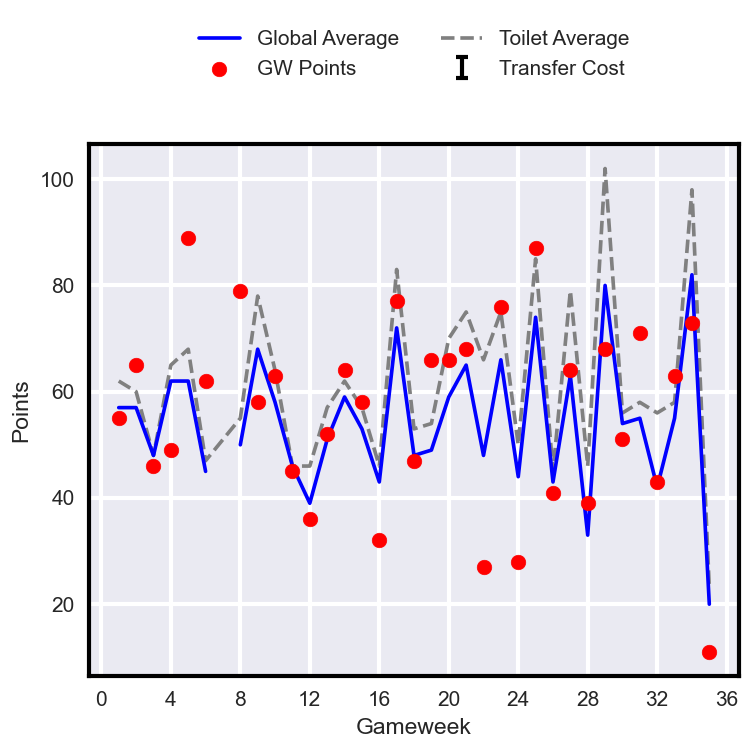 Global Average
GW Points
Toilet Average
Transfer Cost
100
80
60
40
20
Points
0 4 8 12 16 20 24 28 32 36
Gameweek